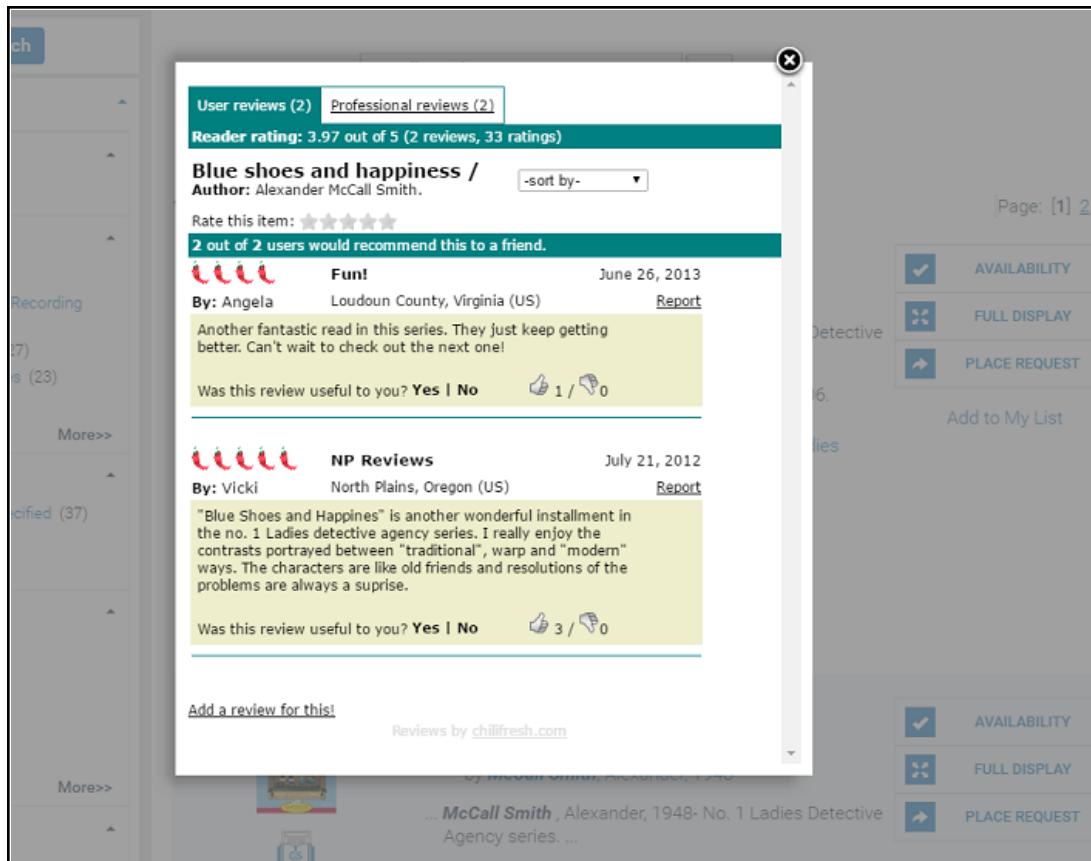 ch
User reviews (2) Professional reviews (2)
Reader rating: 3.97 out of 5 (2 reviews, 33 ratings)
Blue shoes and happiness /
-sort by-
Author: Alexander McCall Smith.
Page: [1] 2
Rate this item:
2 out of 2 users would recommend this to a friend.
Fun! June 26, 2013
AVAILABILITY
By: Angela Loudoun County, Virginia (US) Report
Recording
FULL DISPLAY
Another fantastic read in this series. They just keep getting
Detective
better. Can't wait to check out the next one!
27)
PLACE REQUEST
s (23)
Was this review useful to you? Yes | No 1 / 0
06.
Add to My List
More>>
dies
NP Reviews July 21, 2012
By: Vicki North Plains, Oregon (US) Report
ecified (37)
"Blue Shoes and Happines" is another wonderful installment in
the no. 1 Ladies detective agency series. I really enjoy the
contrasts portrayed between "traditional", warp and "modern"
ways. The characters are like old friends and resolutions of the
problems are always a suprise.
Was this review useful to you? Yes | No 3 / 0
Add a review for this!
AVAILABILITY
Reviews by chilifresh.com
FULL DISPLAY
by McCall Smith, Alexander, 1948-
More>>
... McCall Smith , Alexander, 1948- No. 1 Ladies Detective
PLACE REQUEST
Agency series. ...